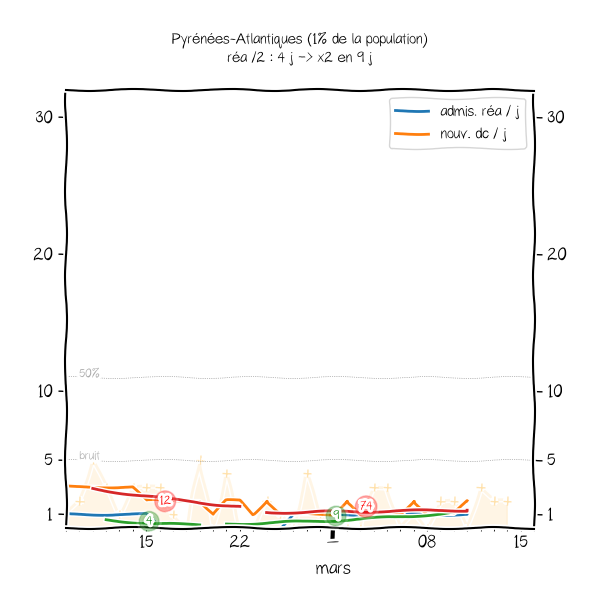 Pyrénées-Atlantiques (1% de la population)
réa /2 : 4 j -> x2 en 9 j
admis. réa / j
nouv. dc / j
30 30
20 20
50%
10 10
bruit
5 5
12
74
4
9
1 1
15 22 1 08 15
mars